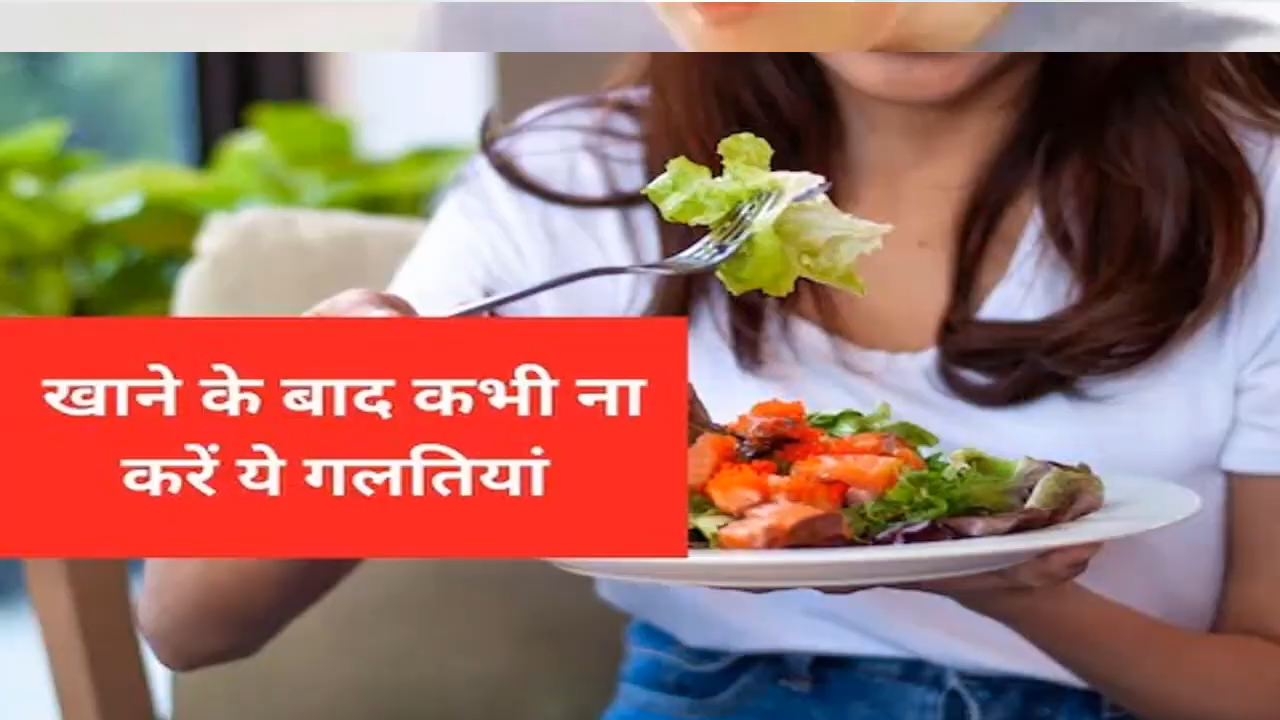 खाने के बाद कभी ना
करें ये गलतियां